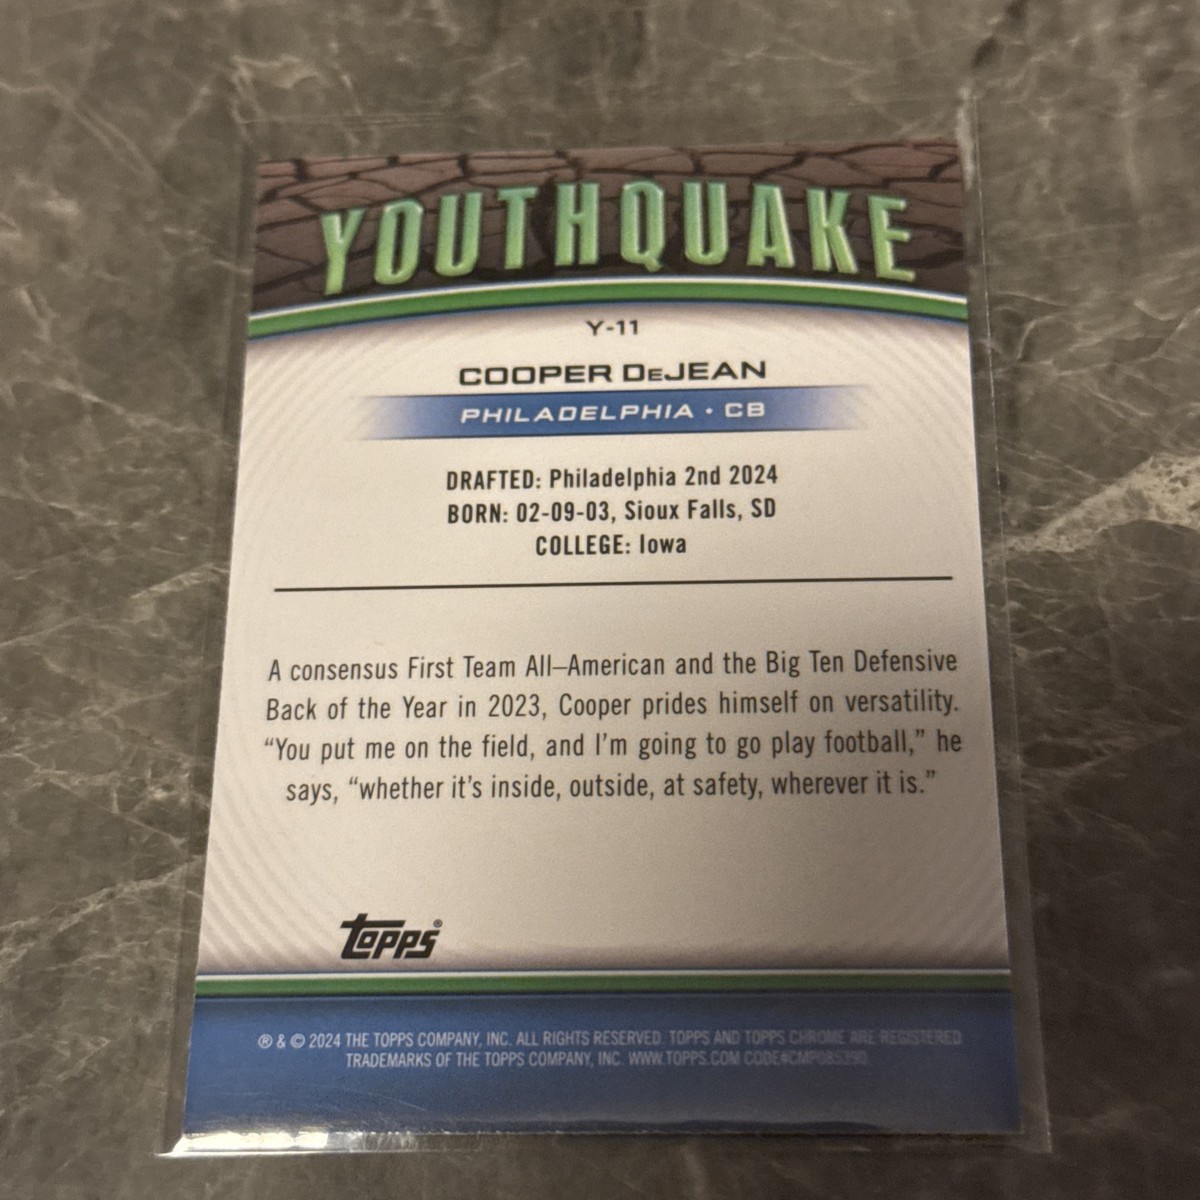 YOUTHQUAKE
Y-11
COOPER DeJEAN
PHILADELPHIA • CB
DRAFTED: Philadelphia 2nd 2024
BORN: 02-09-03, Sioux Falls, SD
COLLEGE: Iowa
A consensus First Team All–American and the Big Ten Defensive
Back of the Year in 2023, Cooper prides himself on versatility.
“You put me on the field, and I’m going to go play football,” he
says, “whether it’s inside, outside, at safety, wherever it is.”
Topps®
® & © 2024 THE TOPPS COMPANY, INC. ALL RIGHTS RESERVED. TOPPS AND TOPPS CHROME ARE REGISTERED
TRADEMARKS OF THE TOPPS COMPANY, INC. WWW.TOPPS.COM